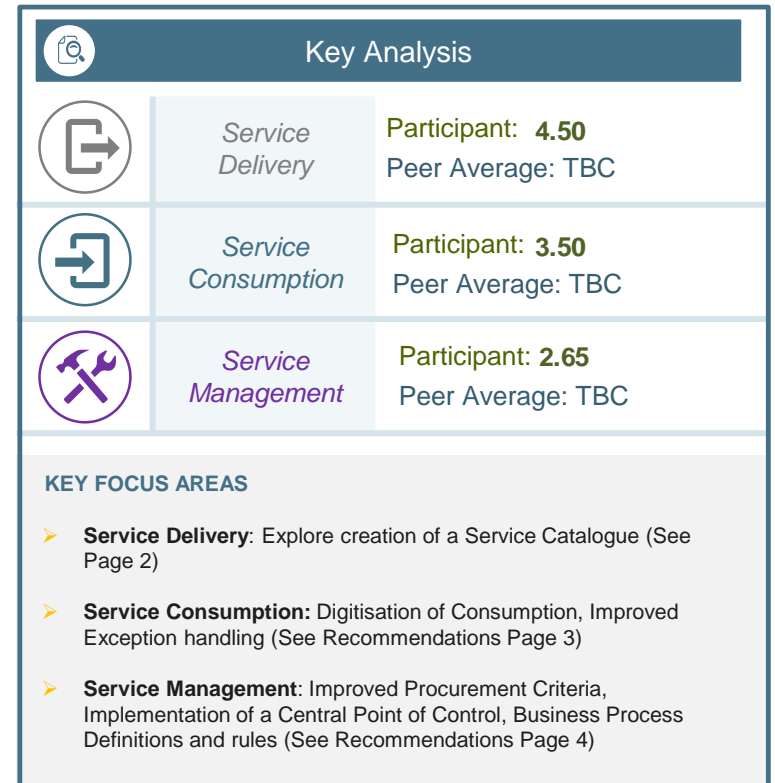 Key Analysis
Service
Delivery
Participant: 4.50
Peer Average: TBC
Service
Consumption
Participant: 3.50
Peer Average: TBC
Service
Management
Participant: 2.65
Peer Average: TBC
KEY FOCUS AREAS
➢ Service Delivery: Explore creation of a Service Catalogue (See
Page 2)
➢ Service Consumption: Digitisation of Consumption, Improved
Exception handling (See Recommendations Page 3)
➢ Service Management: Improved Procurement Criteria,
Implementation of a Central Point of Control, Business Process
Definitions and rules (See Recommendations Page 4)